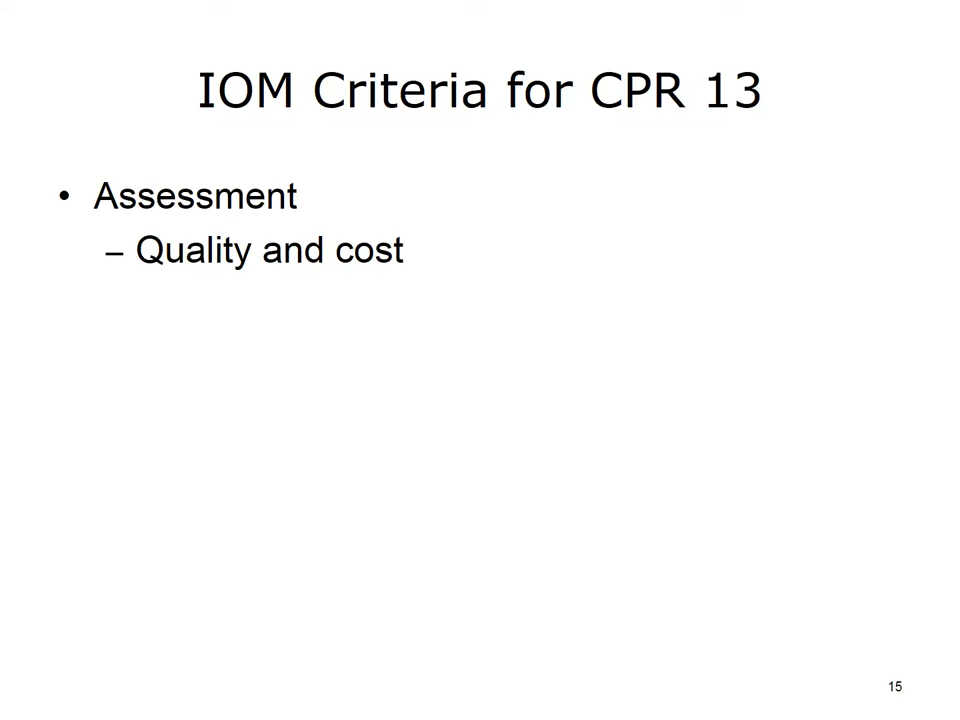 IOM Criteria for CPR 13
• Assessment
– Quality and cost
15